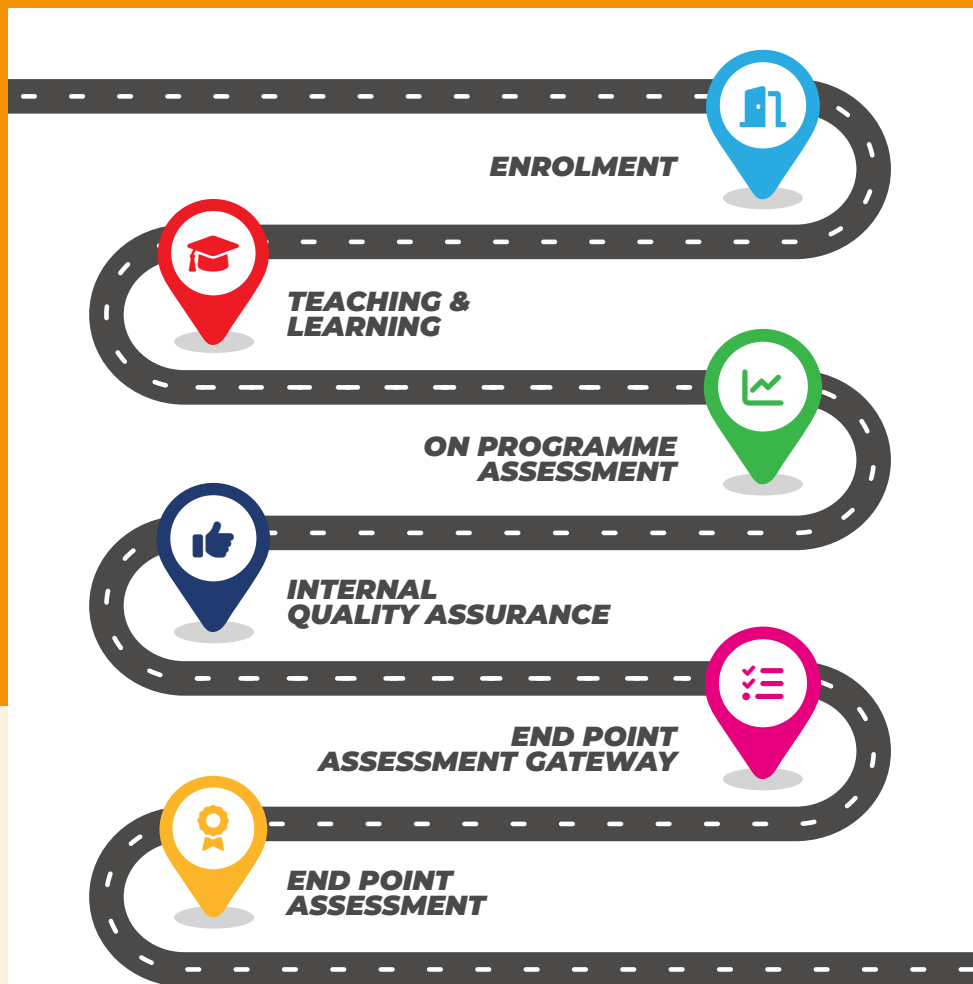 ENROLMENT
TEACHING &
LEARNING
ON PROGRAMME
ASSESSMENT
INTERNAL
QUALITY ASSURANCE
END POINT
ASSESSMENT GATEWAY
END POINT
ASSESSMENT